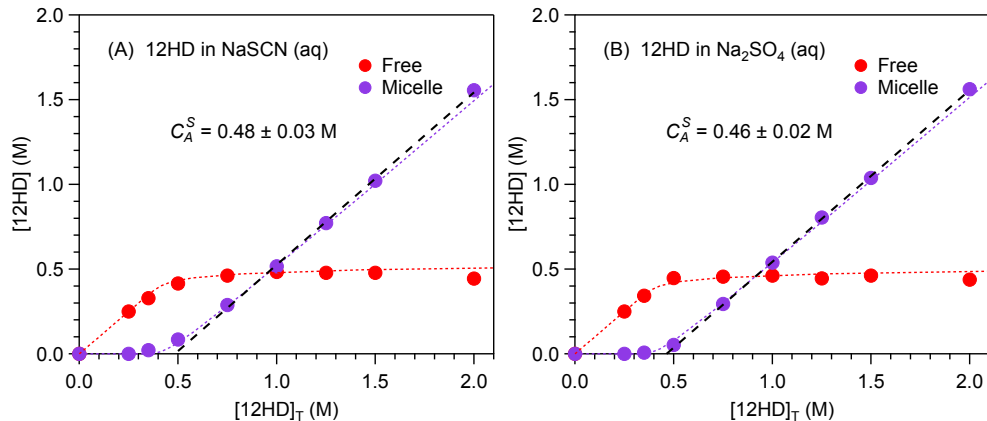 (A) 12HD in NaSCN (aq)
Free
Micelle
C_A^S = 0.48 ± 0.03 M
[12HD] (M)
2.0
1.5
1.0
0.5
0.0
0.0 0.5 1.0 1.5 2.0
[12HD]_T (M)
(B) 12HD in Na₂SO₄ (aq)
Free
Micelle
C_A^S = 0.46 ± 0.02 M
[12HD] (M)
2.0
1.5
1.0
0.5
0.0
0.0 0.5 1.0 1.5 2.0
[12HD]_T (M)